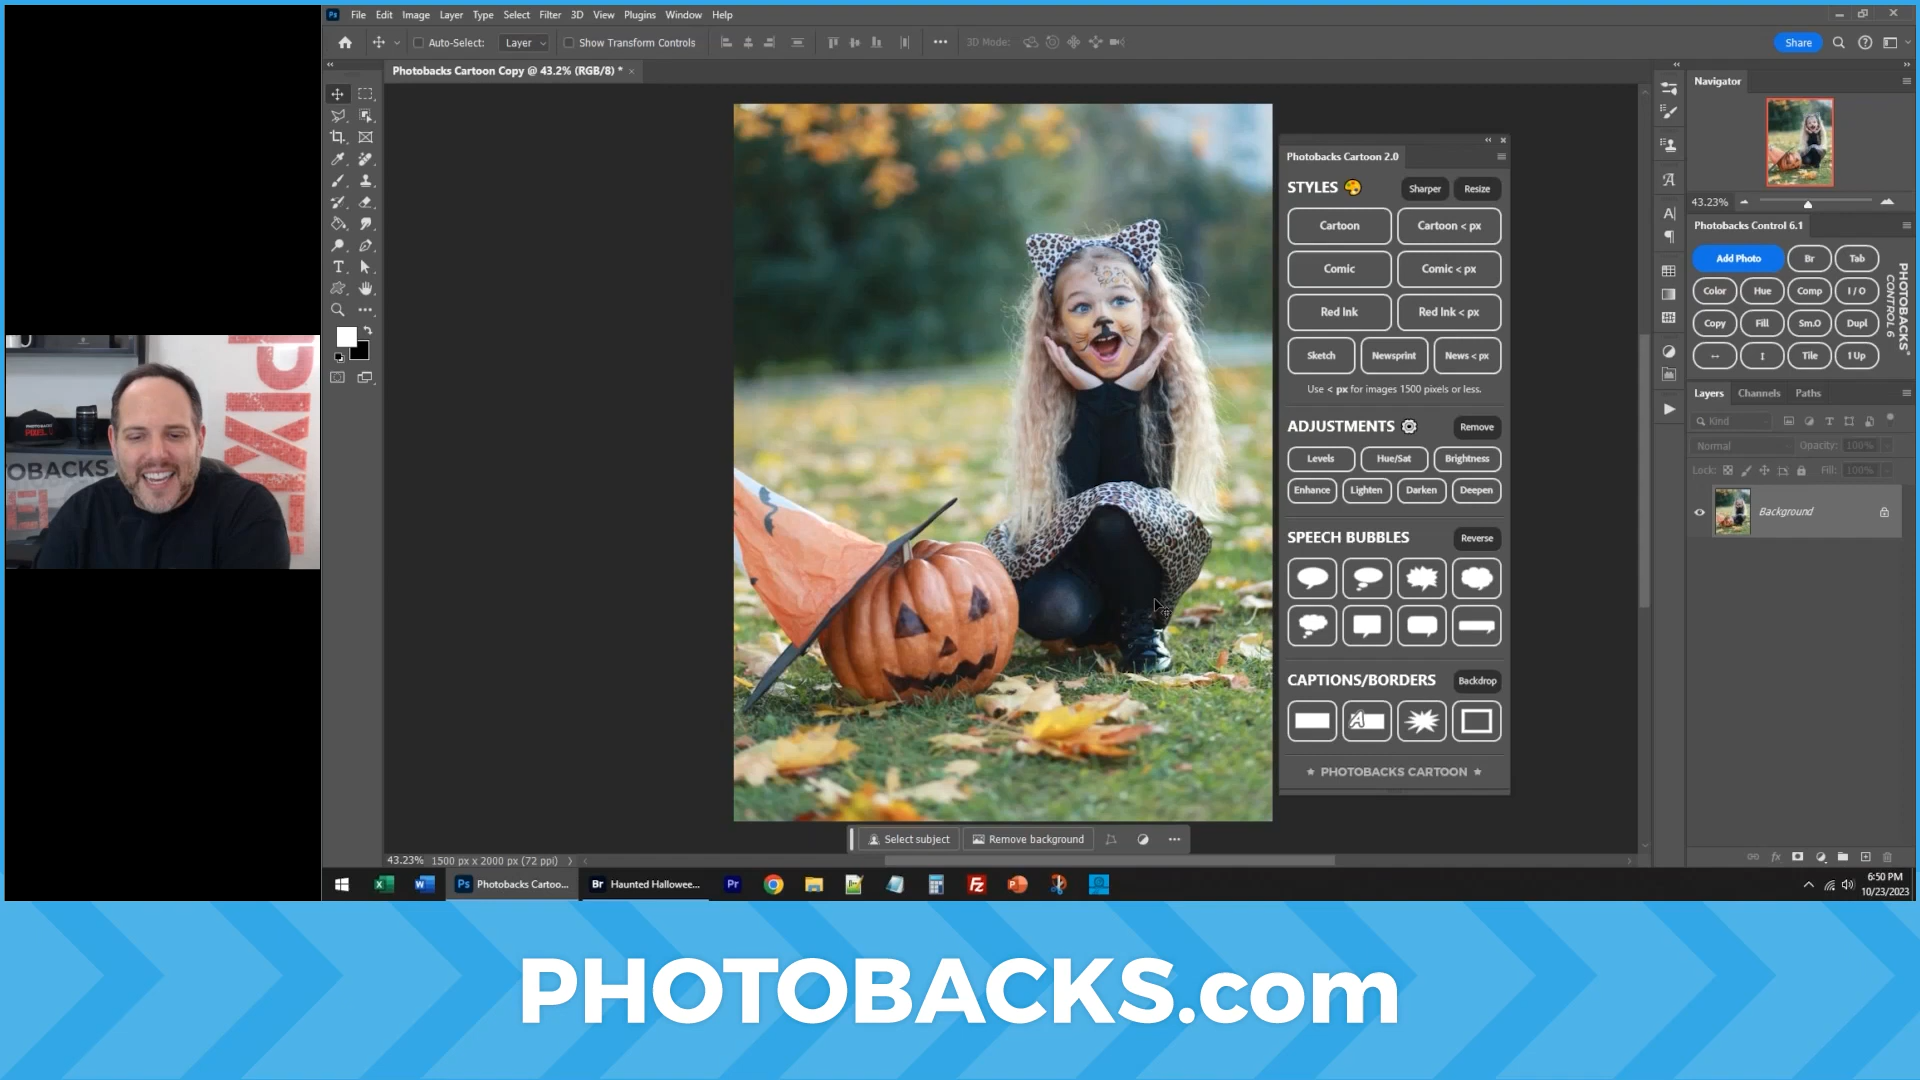 Ps File Edit Image Layer Type Select Filter 3D View Plugins Window Help
Auto-Select: Layer Show Transform Controls 3D Mode: Share
Photobacks Cartoon Copy @ 43.2% (RGB/8) *
Photobacks Cartoon 2.0
STYLES Sharper Resize
Cartoon Cartoon < px
Comic Comic < px
Red Ink Red Ink < px
Sketch Newsprint News < px
Use < px for images 1500 pixels or less.
ADJUSTMENTS Remove
Levels Hue/Sat Brightness
Enhance Lighten Darken Deepen
SPEECH BUBBLES Reverse
CAPTIONS/BORDERS Backdrop
PHOTOBACKS CARTOON
Navigator
43.23%
Photobacks Control 6.1
Add Photo Br Tab
Color Hue Comp I / O
Copy Fill Sm.O Dupl
Tile 1 Up
PHOTOBACKS
CONTROL 6
Layers Channels Paths
Kind
Normal Opacity: 100%
Lock: Fill: 100%
Background
OBACKS
Select subject Remove background
43.23% 1500 px x 2000 px (72 ppi)
Ps Photobacks Cartoo... Br Haunted Hallowee... Pr
6:50 PM
10/23/2023
PHOTOBACKS.com